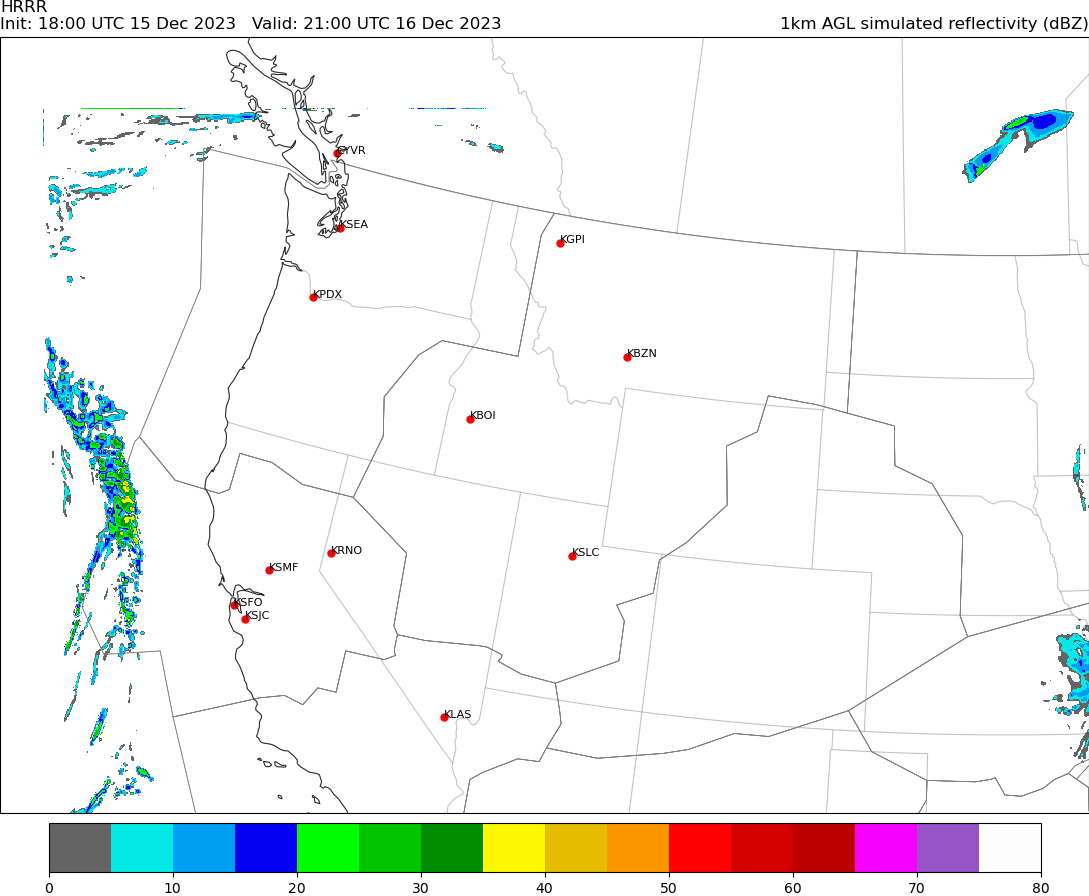 HRRR
Init: 18:00 UTC 15 Dec 2023   Valid: 21:00 UTC 16 Dec 2023
1km AGL simulated reflectivity (dBZ)
CYVR
KSEA
KGPI
KPDX
KBZN
KBOI
KRNO
KSLC
KSMF
KSFO
KSJC
KLAS
0 10 20 30 40 50 60 70 80